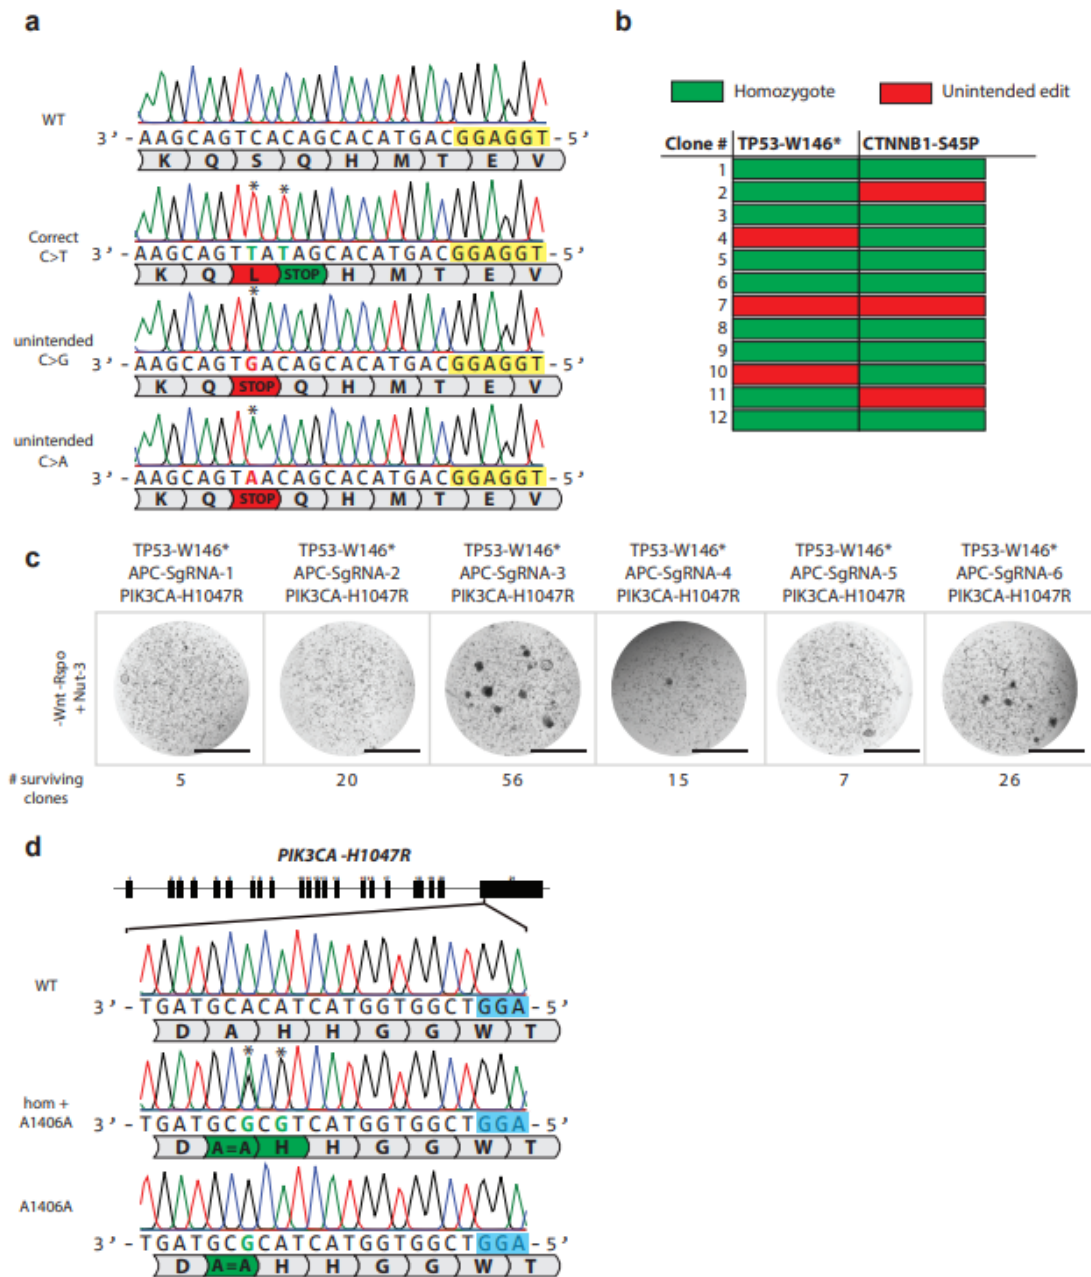 a
WT
3’ - AAGCAGTCACAGCACATGACGGAGGT - 5’
K Q S Q H M T E V
* *
Correct
C>T
3’ - AAGCAGTTATAGCACATGACGGAGGT - 5’
K Q L STOP H M T E V
*
unintended
C>G
3’ - AAGCAGTGACAGCACATGACGGAGGT - 5’
K Q STOP Q H M T E V
*
unintended
C>A
3’ - AAGCAGTAACAGCACATGACGGAGGT - 5’
K Q STOP Q H M T E V
b
Homozygote Unintended edit
Clone # TP53-W146* CTNNB1-S45P
1
2
3
4
5
6
7
8
9
10
11
12
c
TP53-W146* TP53-W146* TP53-W146* TP53-W146* TP53-W146* TP53-W146*
APC-SgRNA-1 APC-SgRNA-2 APC-SgRNA-3 APC-SgRNA-4 APC-SgRNA-5 APC-SgRNA-6
PIK3CA-H1047R PIK3CA-H1047R PIK3CA-H1047R PIK3CA-H1047R PIK3CA-H1047R PIK3CA-H1047R
-Wnt -Rspo
+ Nut-3
# surviving
clones
5 20 56 15 7 26
d
PIK3CA -H1047R
WT
3’ - TGATGCACATCATGGTGGCTGGA - 5’
D A H H G G W T
* *
hom +
A1406A
3’ - TGATGCGCGTCATGGTGGCTGGA - 5’
D A=A H H G G W T
A1406A
3’ - TGATGCGCATCATGGTGGCTGGA - 5’
D A=A H H G G W T